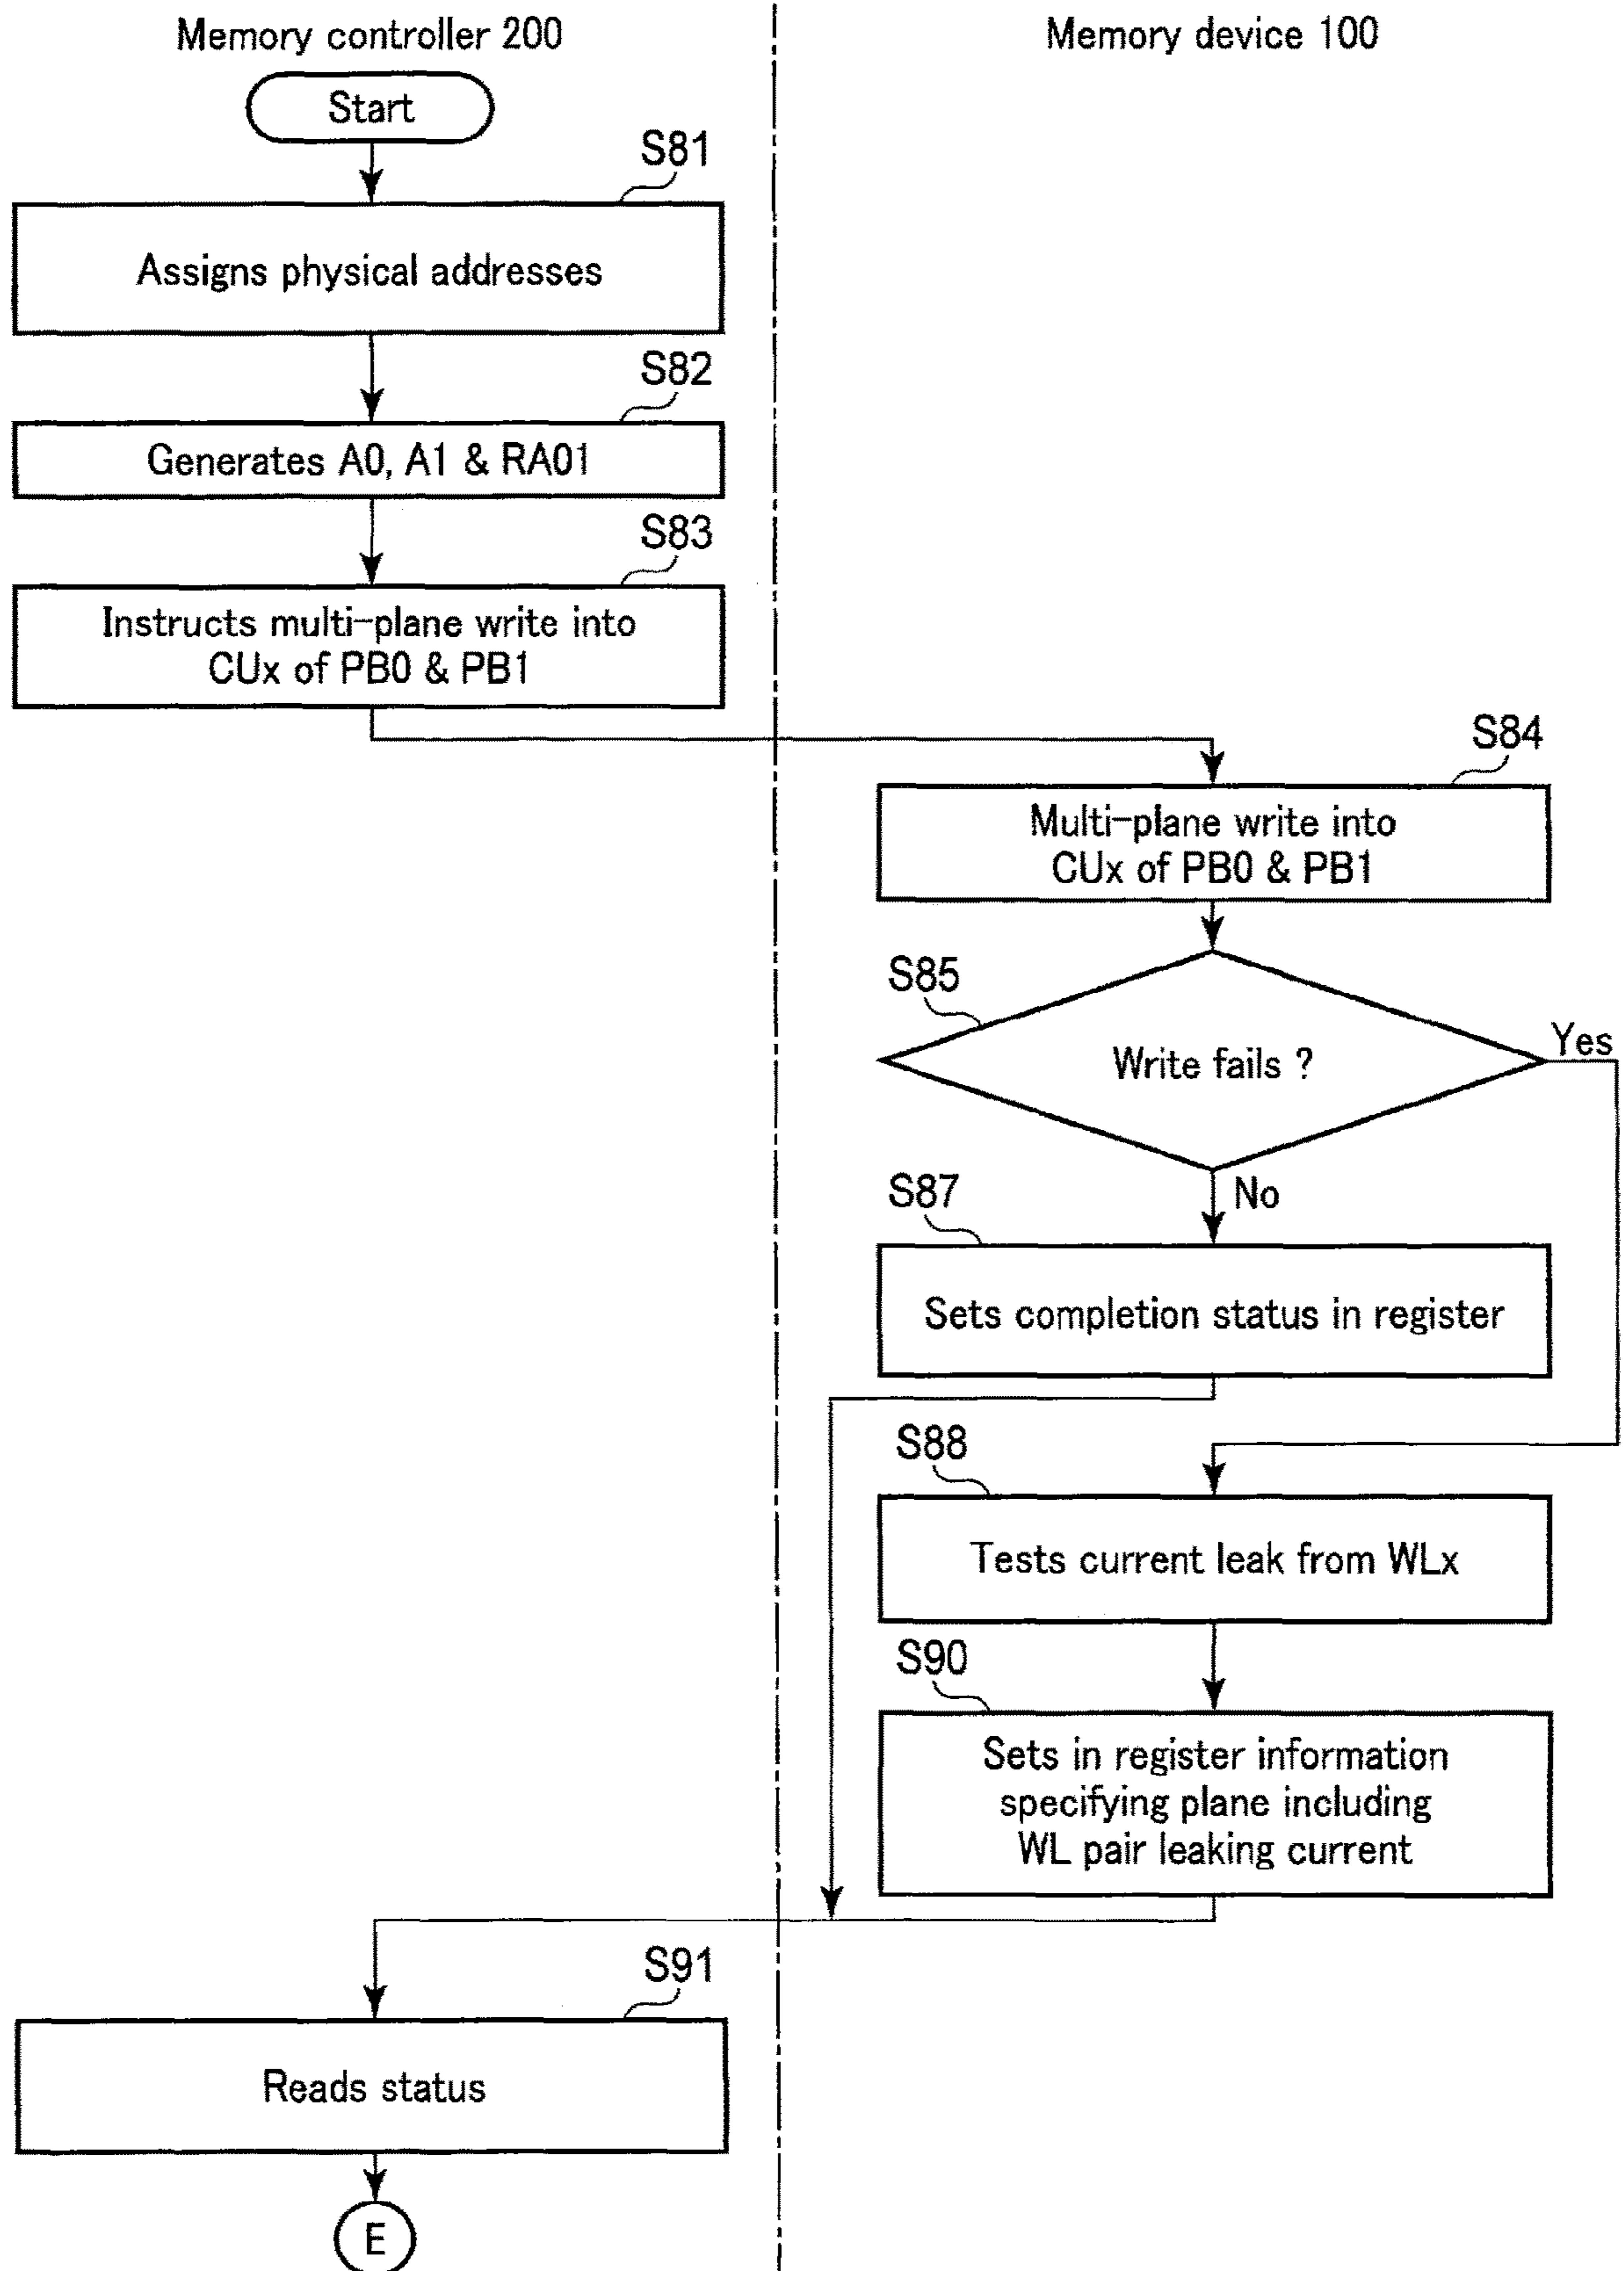 Memory controller 200
Memory device 100
Start
S81
Assigns physical addresses
S82
Generates A0, A1 & RA01
S83
Instructs multi-plane write into
CUx of PB0 & PB1
S84
Multi-plane write into
CUx of PB0 & PB1
S85
Write fails ?
Yes
No
S87
Sets completion status in register
S88
Tests current leak from WLx
S90
Sets in register information
specifying plane including
WL pair leaking current
S91
Reads status
E